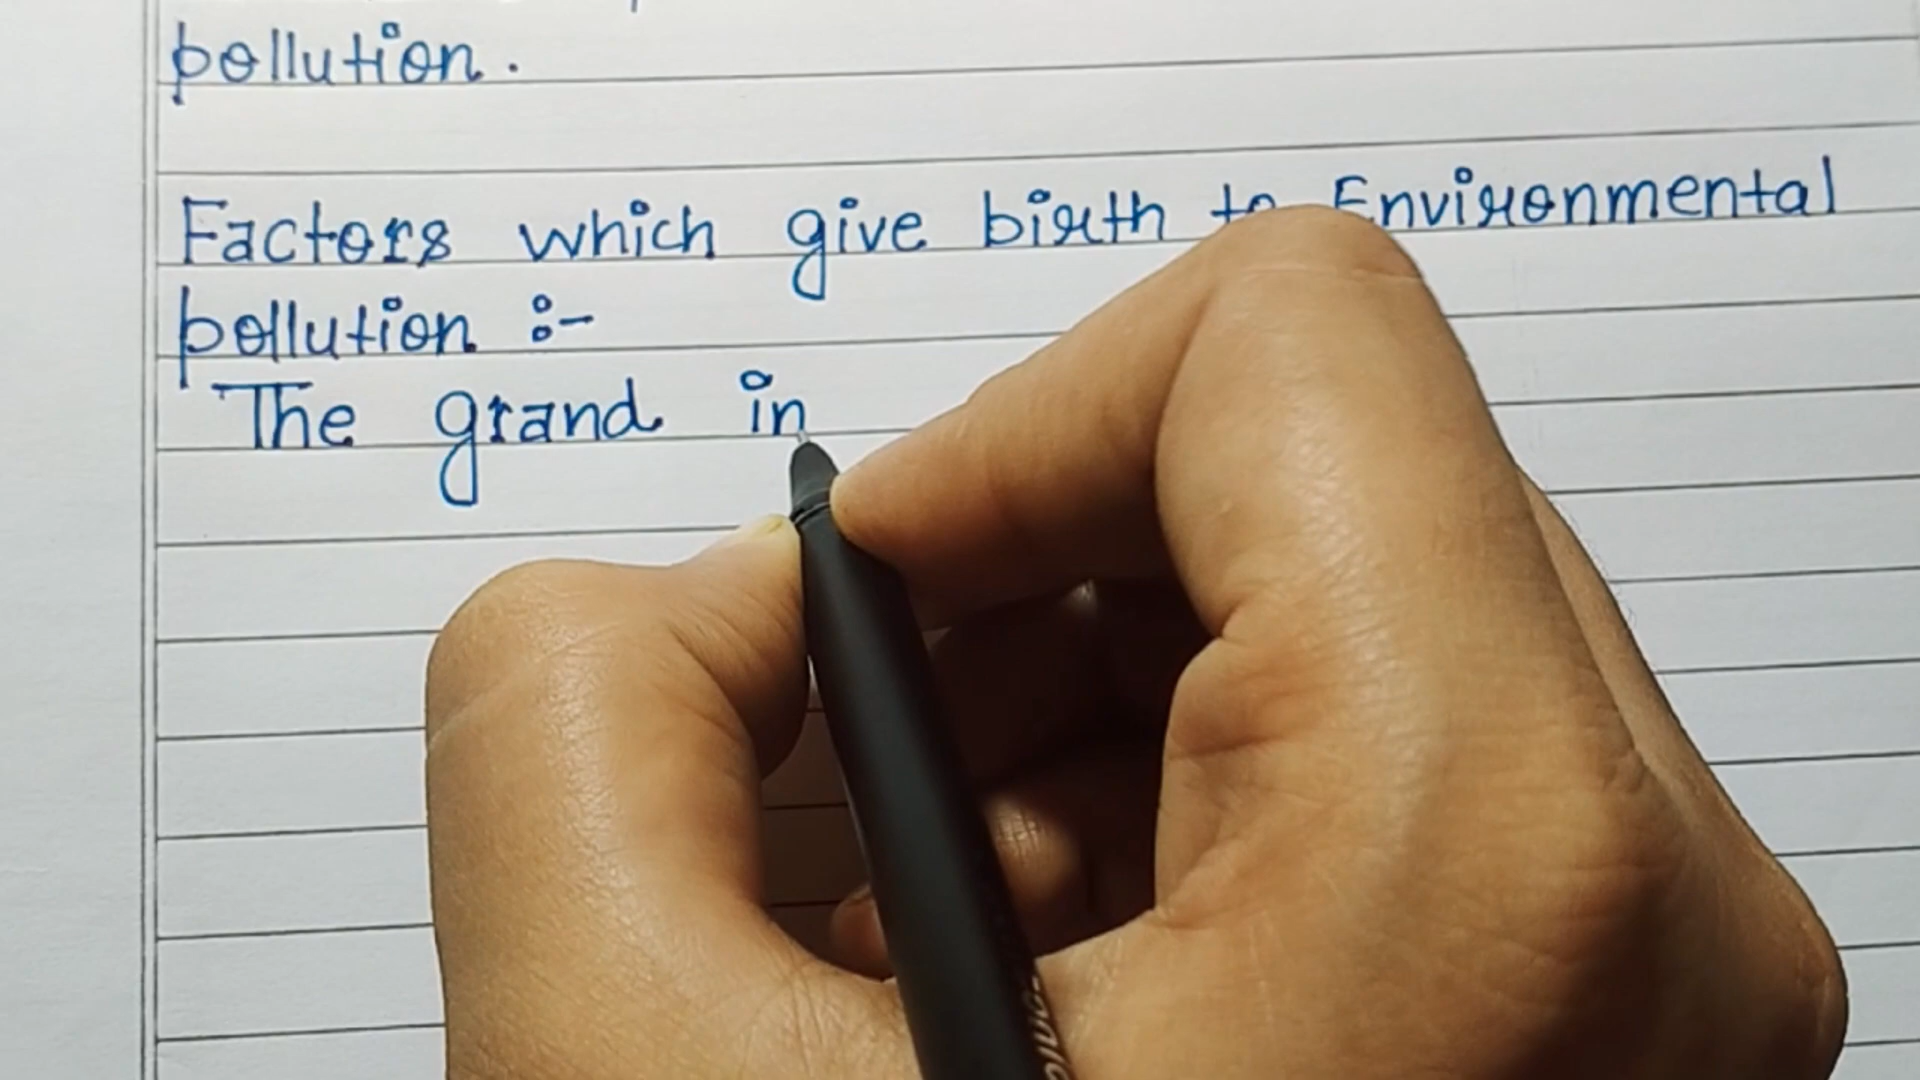 pollution.
Factors which give birth to Environmental
pollution :-
The grand in